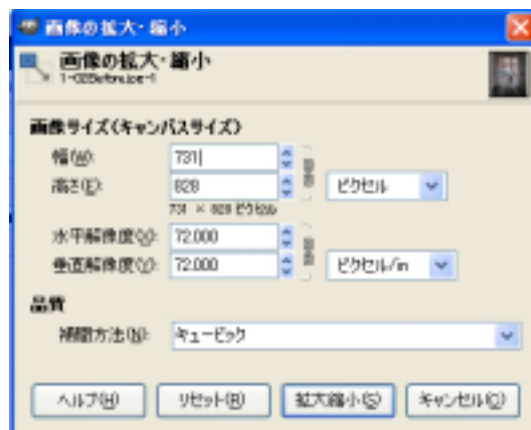 画像の拡大・縮小
画像の拡大・縮小
画像サイズ(キャンバスサイズ)
幅(W): 731
高さ(E): 828 ピクセル
731 × 828 ピクセル
水平解像度(X): 72.000
垂直解像度(Y): 72.000 ピクセル/in
品質
補間方法(N): キュービック
ヘルプ(H) リセット(R) 拡大縮小(S) キャンセル(C)